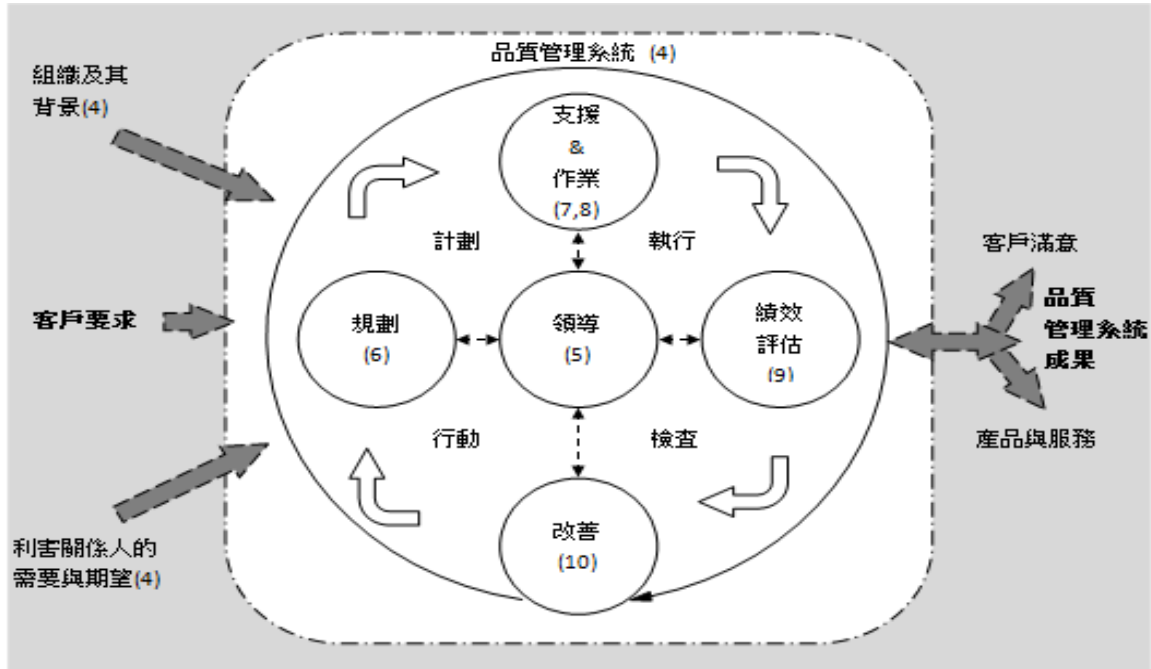 品質管理系統 (4)
組織及其
背景(4)
支援
&
作業
(7,8)
計劃
執行
客戶滿意
客戶要求
規劃
(6)
領導
(5)
績效
評估
(9)
品質
管理系統
成果
行動
檢查
產品與服務
改善
(10)
利害關係人的
需要與期望(4)